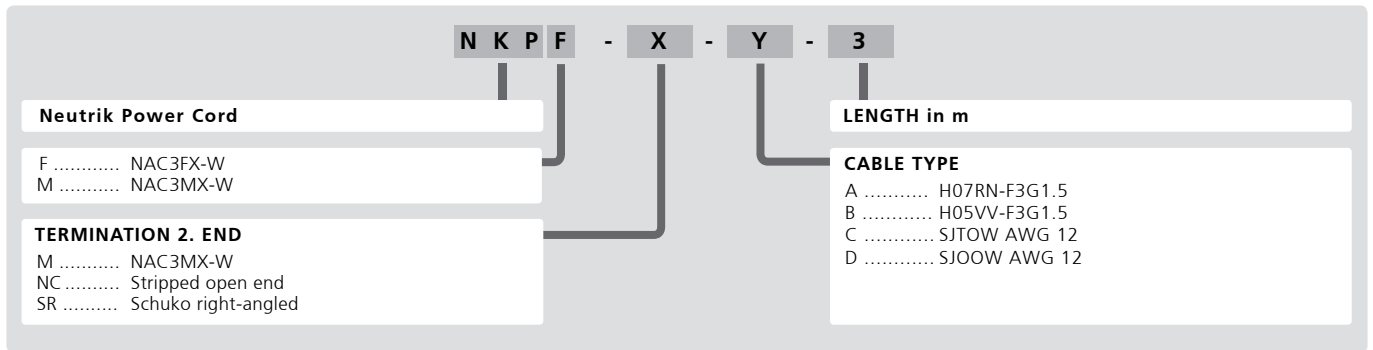 N K P F - X - Y - 3
Neutrik Power Cord
F ............ NAC3FX-W
M ........... NAC3MX-W
TERMINATION 2. END
M ........... NAC3MX-W
NC .......... Stripped open end
SR .......... Schuko right-angled
LENGTH in m
CABLE TYPE
A ........... H07RN-F3G1.5
B ............ H05VV-F3G1.5
C ............ SJTOW AWG 12
D ............ SJOOW AWG 12